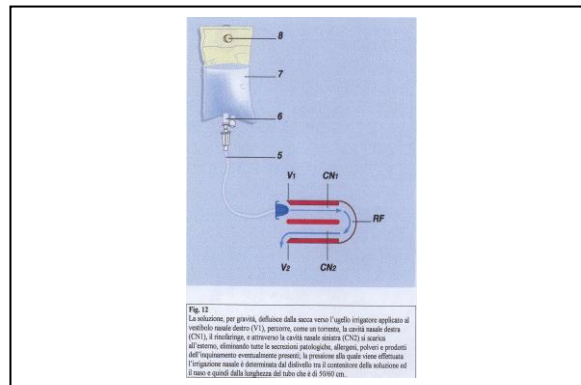 8
7
6
5
V1 CN1
RF
V2 CN2
Fig. 12
La soluzione, per gravità, defluisce dalla sacca verso l'ugello irrigatore applicato al
vestibolo nasale destro (V1), percorre, come un torrente, la cavità nasale destra
(CN1), il rinofaringe, e attraverso la cavità nasale sinistra (CN2) si scarica
all'esterno, eliminando tutte le secrezioni patologiche, allergeni, polveri e prodotti
dell'inquinamento eventualmente presenti; la pressione alla quale viene effettuata
l'irrigazione nasale è determinata dal dislivello tra il contenitore della soluzione ed
il naso e quindi dalla lunghezza del tubo che è di 50/60 cm.